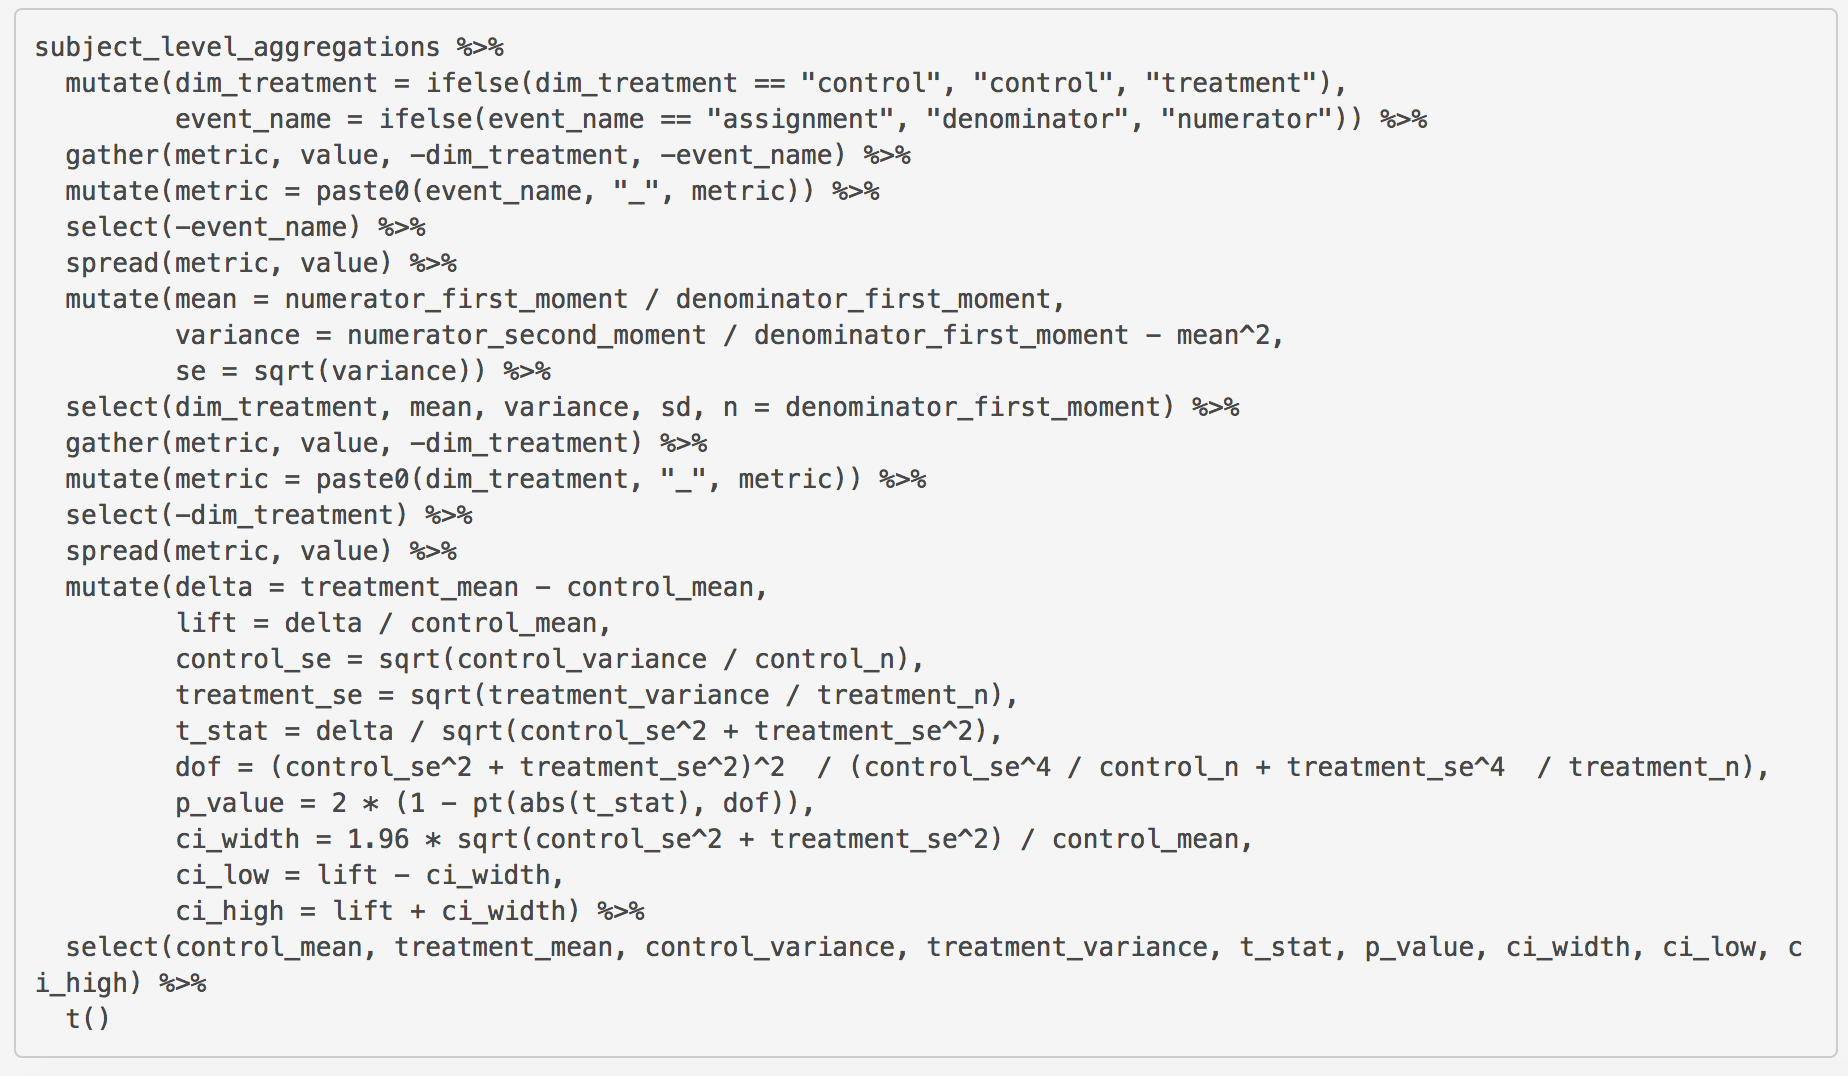 subject_level_aggregations %>%
  mutate(dim_treatment = ifelse(dim_treatment == "control", "control", "treatment"),
         event_name = ifelse(event_name == "assignment", "denominator", "numerator")) %>%
  gather(metric, value, -dim_treatment, -event_name) %>%
  mutate(metric = paste0(event_name, "_", metric)) %>%
  select(-event_name) %>%
  spread(metric, value) %>%
  mutate(mean = numerator_first_moment / denominator_first_moment,
         variance = numerator_second_moment / denominator_first_moment - mean^2,
         se = sqrt(variance)) %>%
  select(dim_treatment, mean, variance, sd, n = denominator_first_moment) %>%
  gather(metric, value, -dim_treatment) %>%
  mutate(metric = paste0(dim_treatment, "_", metric)) %>%
  select(-dim_treatment) %>%
  spread(metric, value) %>%
  mutate(delta = treatment_mean - control_mean,
         lift = delta / control_mean,
         control_se = sqrt(control_variance / control_n),
         treatment_se = sqrt(treatment_variance / treatment_n),
         t_stat = delta / sqrt(control_se^2 + treatment_se^2),
         dof = (control_se^2 + treatment_se^2)^2  / (control_se^4 / control_n + treatment_se^4  / treatment_n),
         p_value = 2 * (1 - pt(abs(t_stat), dof)),
         ci_width = 1.96 * sqrt(control_se^2 + treatment_se^2) / control_mean,
         ci_low = lift - ci_width,
         ci_high = lift + ci_width) %>%
  select(control_mean, treatment_mean, control_variance, treatment_variance, t_stat, p_value, ci_width, ci_low, c
i_high) %>%
  t()